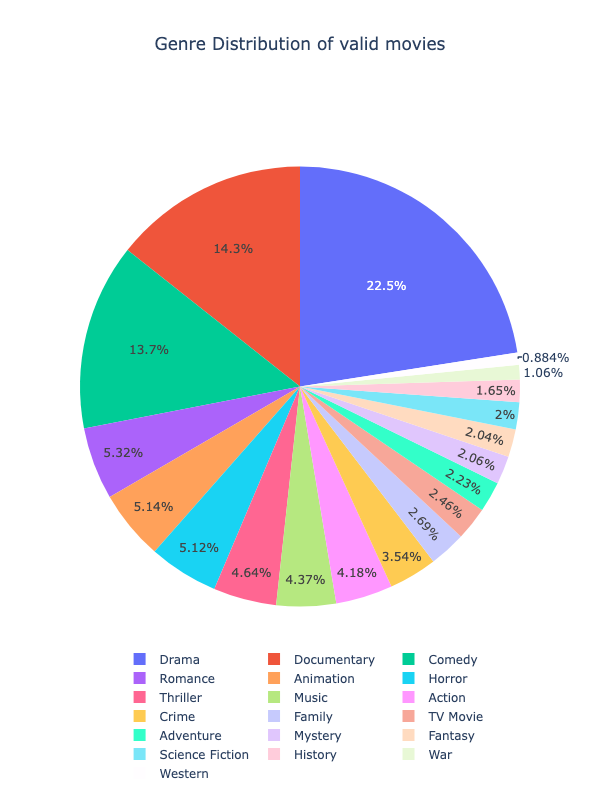 Genre Distribution of valid movies
22.5%
14.3%
13.7%
5.32%
5.14%
5.12%
4.64%
4.37%
4.18%
3.54%
2.69%
2.46%
2.23%
2.06%
2.04%
2%
1.65%
1.06%
0.884%
Drama Documentary Comedy
Romance Animation Horror
Thriller Music Action
Crime Family TV Movie
Adventure Mystery Fantasy
Science Fiction History War
Western